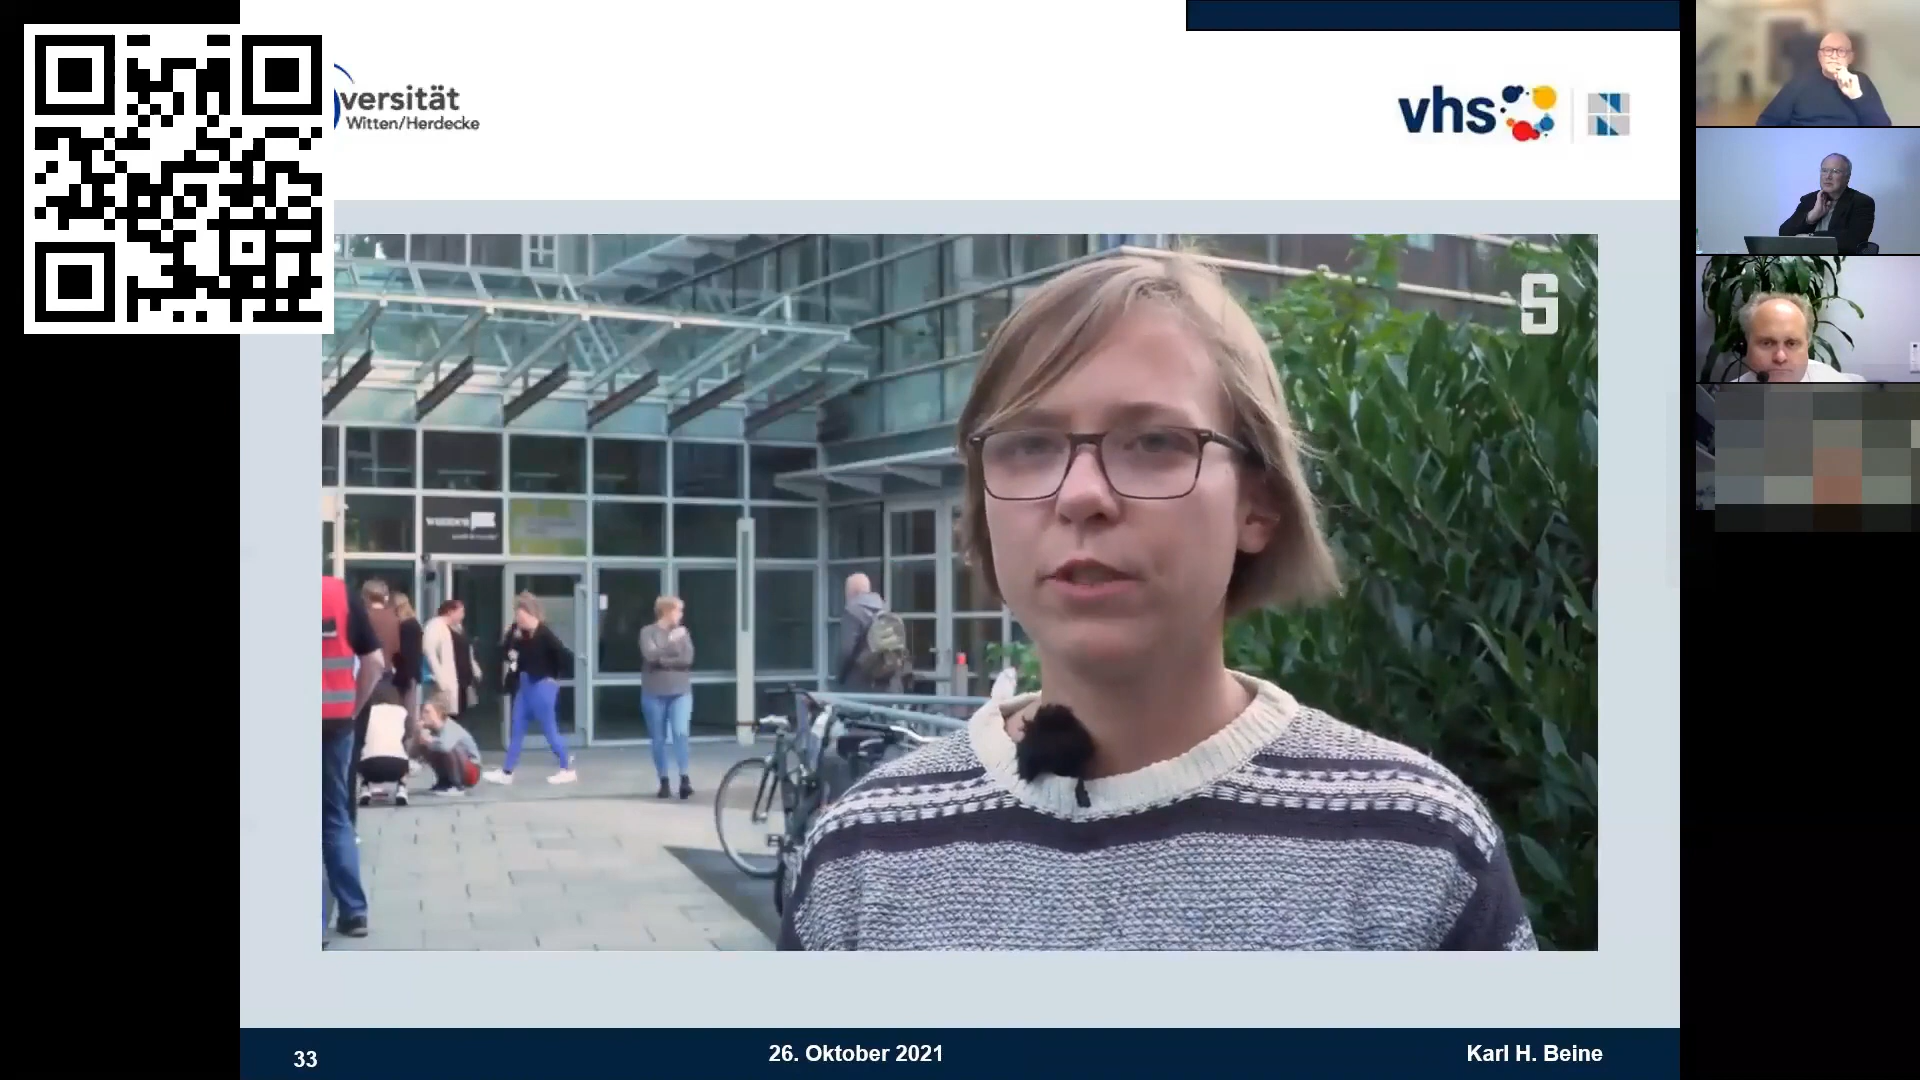 versität
Witten/Herdecke
vhs
S
33
26. Oktober 2021
Karl H. Beine